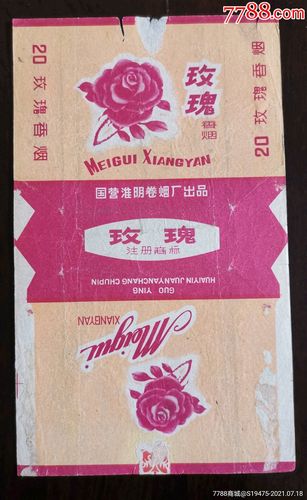 7788.com
20 玫瑰香烟
玫瑰
香烟
20 玫瑰香烟
MEIGUI XIANGYAN
国营淮阴卷烟厂出品
玫瑰
注册商标
GUO YING
HUAIYIN JUANYANCHANG CHUPIN
Meigui
XIANGYAN
7788商城@S19475-2021.07.18